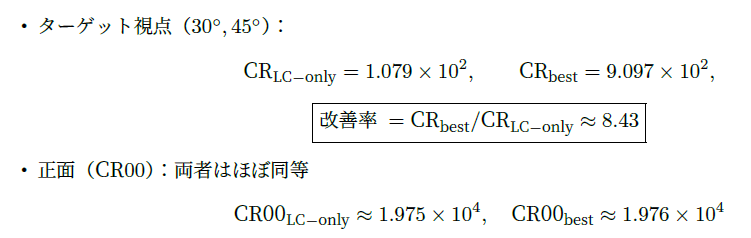 • ターゲット視点（30°, 45°）：
CR_{LC−only} = 1.079 × 10^2,  CR_{best} = 9.097 × 10^2,
改善率 = CR_{best}/CR_{LC−only} ≈ 8.43
• 正面（CR00）：両者はほぼ同等
CR00_{LC−only} ≈ 1.975 × 10^4,  CR00_{best} ≈ 1.976 × 10^4